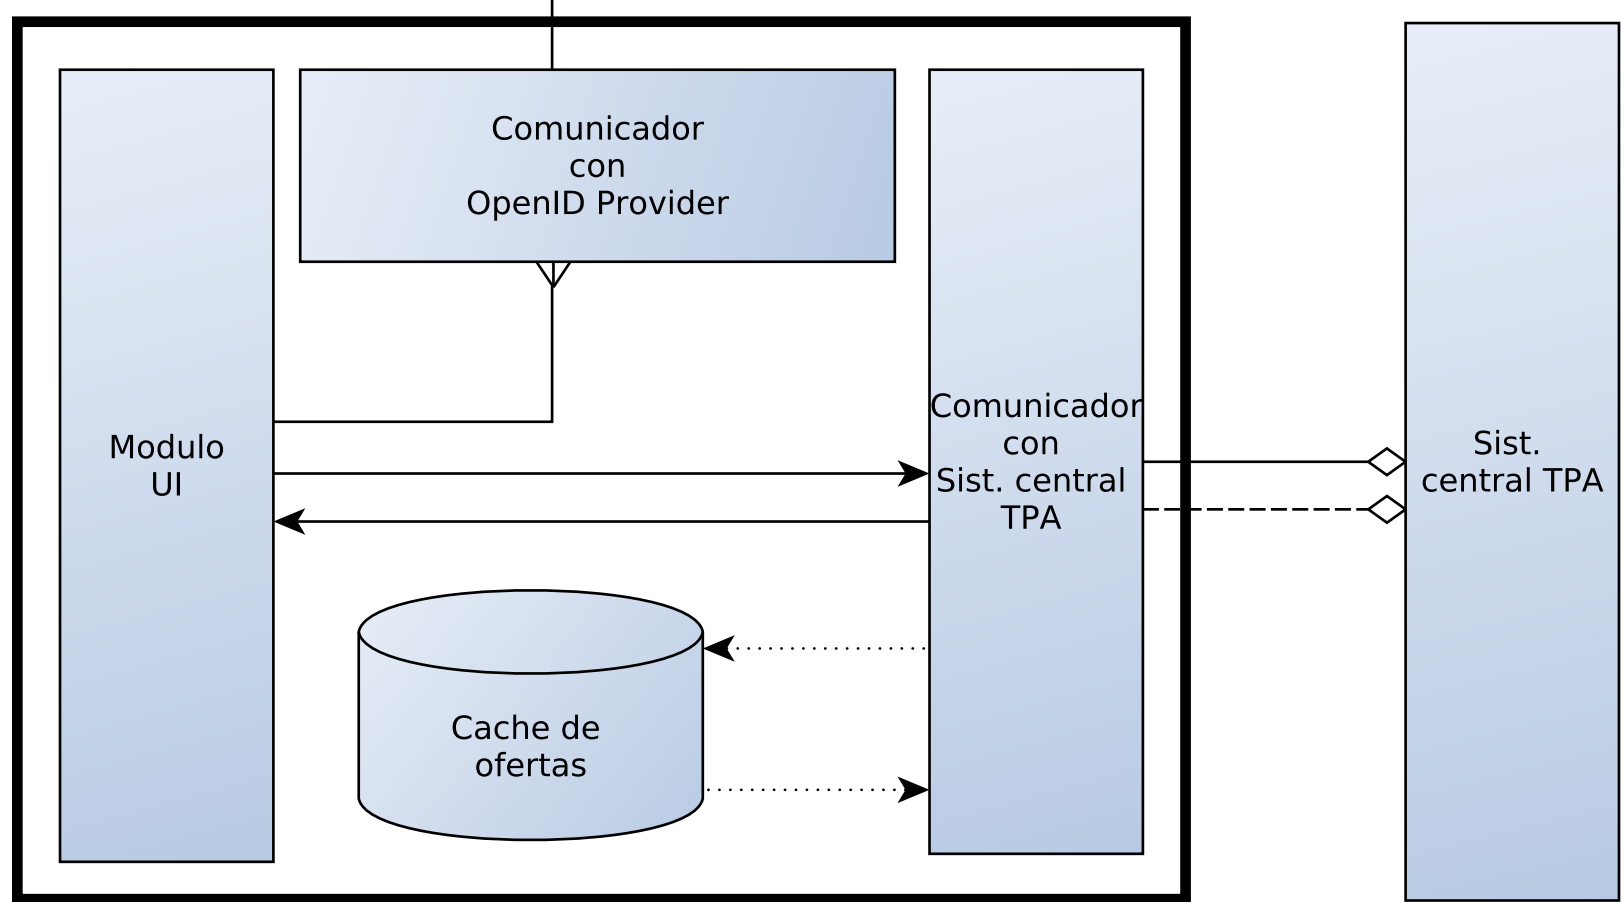 Comunicador
con
OpenID Provider
Modulo
UI
Comunicador
con
Sist. central
TPA
Sist.
central TPA
Cache de
ofertas